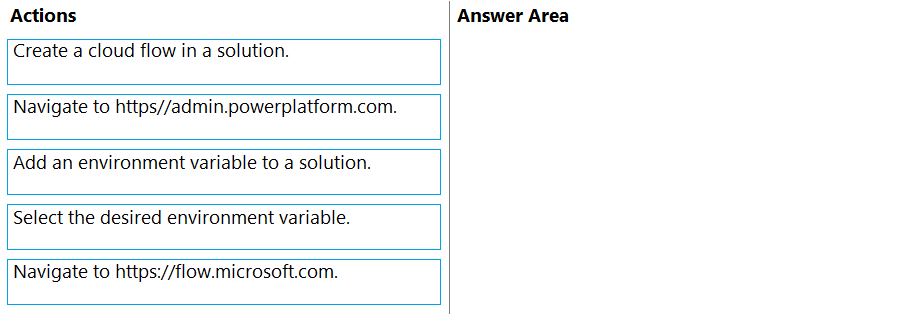 Actions
Answer Area
Create a cloud flow in a solution.
Navigate to https//admin.powerplatform.com.
Add an environment variable to a solution.
Select the desired environment variable.
Navigate to https://flow.microsoft.com.